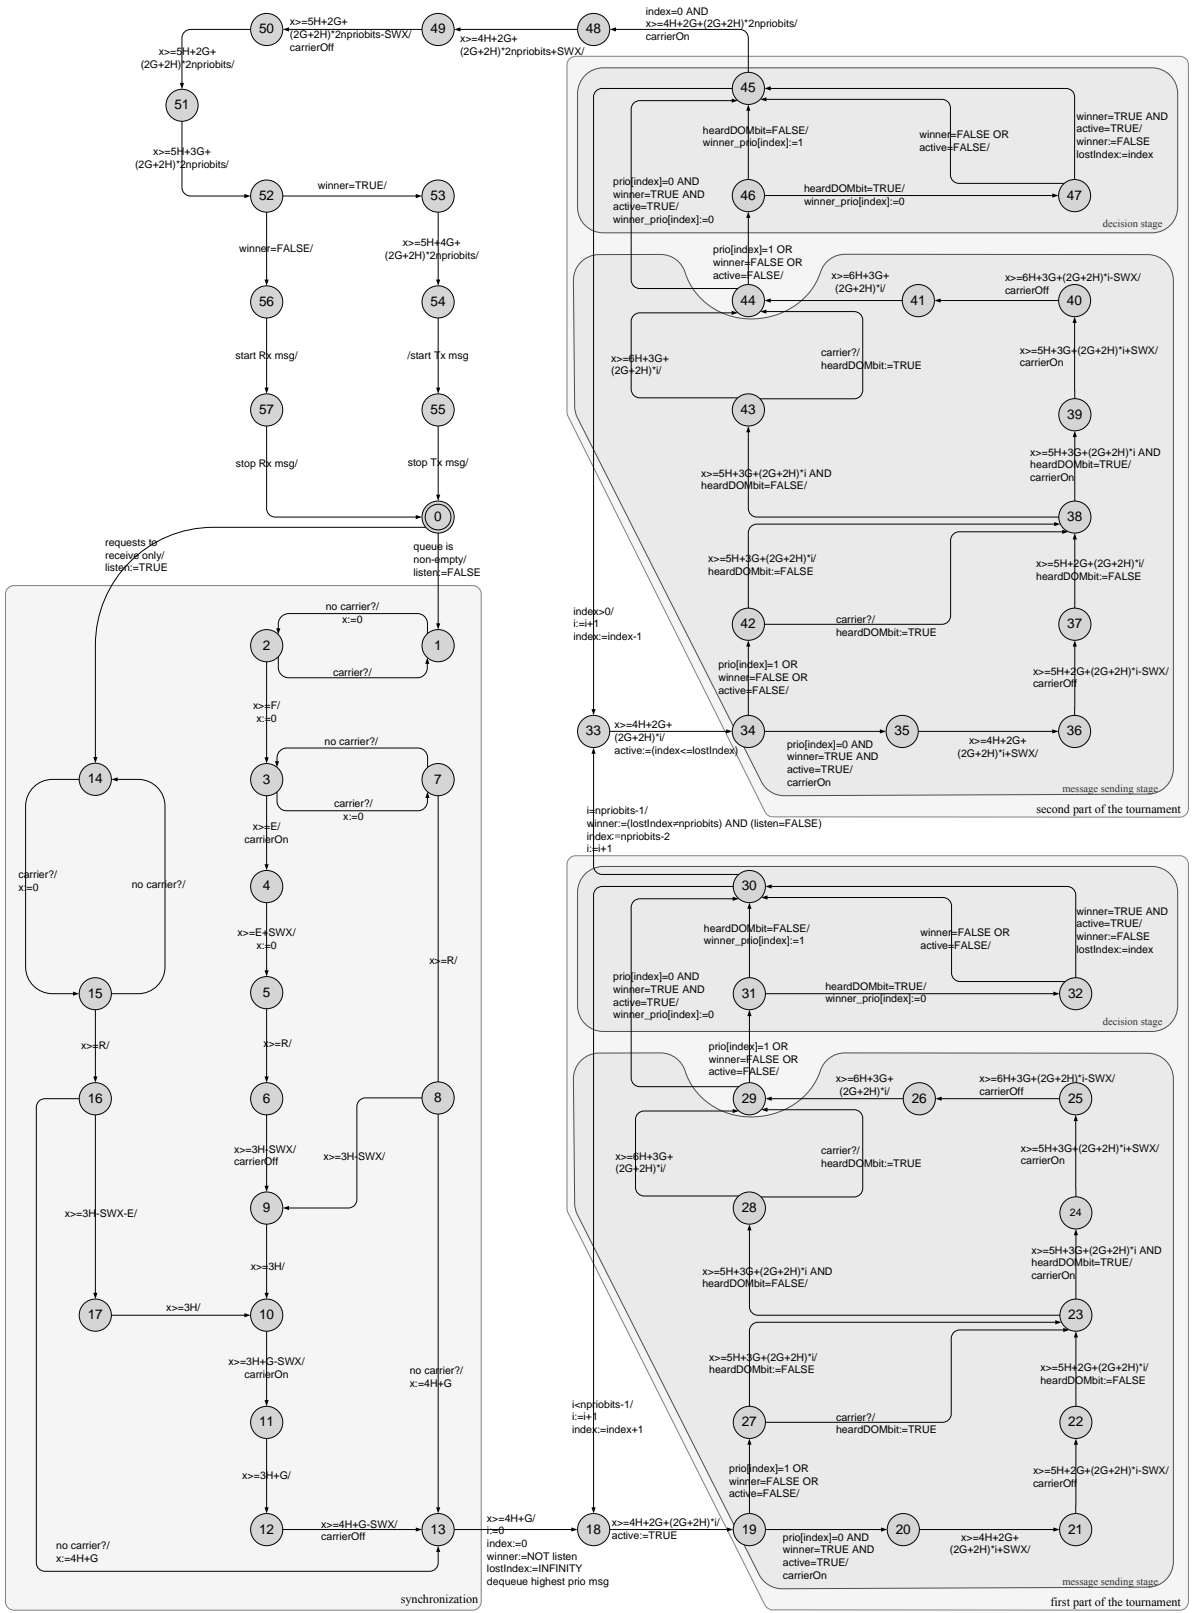 index=0 AND
x>=4H+2G+(2G+2H)*2npriobits/
carrierOn
50
49
48
x>=5H+2G+
(2G+2H)*2npriobits-SWX/
carrierOff
x>=4H+2G+
(2G+2H)*2npriobits+SWX/
x>=5H+2G+
(2G+2H)*2npriobits/
51
x>=5H+3G+
(2G+2H)*2npriobits/
52
winner=TRUE/
53
winner=FALSE/
x>=5H+4G+
(2G+2H)*2npriobits/
56
54
start Rx msg/
/start Tx msg
57
55
stop Rx msg/
stop Tx msg/
0
requests to
receive only/
listen:=TRUE
queue is
non-empty/
listen:=FALSE
no carrier?/
x:=0
2
1
carrier?/
x>=F/
x:=0
no carrier?/
14
3
7
carrier?/
x:=0
x>=E/
carrierOn
carrier?/
x:=0
no carrier?/
4
x>=E+SWX/
x:=0
x>=R/
15
5
x>=R/
x>=R/
16
6
8
x>=3H-SWX/
carrierOff
x>=3H-SWX/
x>=3H-SWX-E/
9
x>=3H/
17
x>=3H/
10
x>=3H+G-SWX/
carrierOn
no carrier?/
x:=4H+G
11
x>=3H+G/
12
x>=4H+G-SWX/
carrierOff
13
no carrier?/
x:=4H+G
synchronization
x>=4H+G/
i:=0
index:=0
winner:=NOT listen
lostIndex:=INFINITY
dequeue highest prio msg
45
heardDOMbit=FALSE/
winner_prio[index]:=1
winner=FALSE OR
active=FALSE/
winner=TRUE AND
active=TRUE/
winner:=FALSE
lostIndex:=index
prio[index]=0 AND
winner=TRUE AND
active=TRUE/
winner_prio[index]:=0
46
heardDOMbit=TRUE/
winner_prio[index]:=0
47
decision stage
prio[index]=1 OR
winner=FALSE OR
active=FALSE/
x>=6H+3G+
(2G+2H)*i/
x>=6H+3G+(2G+2H)*i-SWX/
carrierOff
44
41
40
x>=6H+3G+
(2G+2H)*i/
carrier?/
heardDOMbit:=TRUE
x>=5H+3G+(2G+2H)*i+SWX/
carrierOn
43
39
x>=5H+3G+(2G+2H)*i AND
heardDOMbit=FALSE/
x>=5H+3G+(2G+2H)*i AND
heardDOMbit=TRUE/
carrierOn
38
x>=5H+3G+(2G+2H)*i/
heardDOMbit:=FALSE
x>=5H+2G+(2G+2H)*i/
heardDOMbit:=FALSE
index>0/
i:=i+1
index:=index-1
42
carrier?/
heardDOMbit:=TRUE
37
prio[index]=1 OR
winner=FALSE OR
active=FALSE/
x>=5H+2G+(2G+2H)*i-SWX/
carrierOff
33
x>=4H+2G+
(2G+2H)*i/
active:=(index<=lostIndex)
34
35
36
prio[index]=0 AND
winner=TRUE AND
active=TRUE/
carrierOn
x>=4H+2G+
(2G+2H)*i+SWX/
message sending stage
second part of the tournament
i=npriobits-1/
winner:=(lostIndex≠npriobits) AND (listen=FALSE)
index:=npriobits-2
i:=i+1
30
heardDOMbit=FALSE/
winner_prio[index]:=1
winner=FALSE OR
active=FALSE/
winner=TRUE AND
active=TRUE/
winner:=FALSE
lostIndex:=index
prio[index]=0 AND
winner=TRUE AND
active=TRUE/
winner_prio[index]:=0
31
heardDOMbit=TRUE/
winner_prio[index]:=0
32
decision stage
prio[index]=1 OR
winner=FALSE OR
active=FALSE/
x>=6H+3G+
(2G+2H)*i/
x>=6H+3G+(2G+2H)*i-SWX/
carrierOff
29
26
25
x>=6H+3G+
(2G+2H)*i/
carrier?/
heardDOMbit:=TRUE
x>=5H+3G+(2G+2H)*i+SWX/
carrierOn
28
24
x>=5H+3G+(2G+2H)*i AND
heardDOMbit=FALSE/
x>=5H+3G+(2G+2H)*i AND
heardDOMbit=TRUE/
carrierOn
23
x>=5H+3G+(2G+2H)*i/
heardDOMbit:=FALSE
x>=5H+2G+(2G+2H)*i/
heardDOMbit:=FALSE
i<npriobits-1/
i:=i+1
index:=index+1
27
carrier?/
heardDOMbit:=TRUE
22
prio[index]=1 OR
winner=FALSE OR
active=FALSE/
x>=5H+2G+(2G+2H)*i-SWX/
carrierOff
18
x>=4H+2G+(2G+2H)*i/
active:=TRUE
19
20
21
prio[index]=0 AND
winner=TRUE AND
active=TRUE/
carrierOn
x>=4H+2G+
(2G+2H)*i+SWX/
message sending stage
first part of the tournament